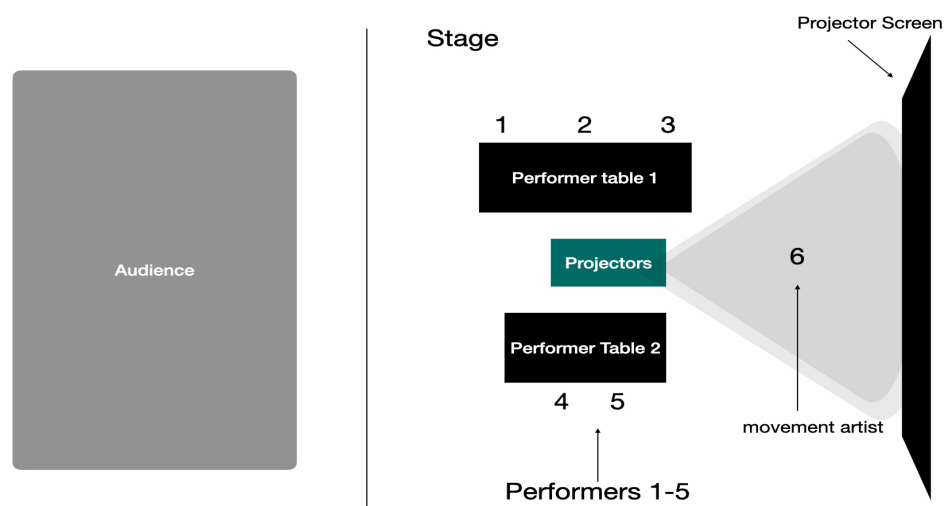 Projector Screen
Stage
1 2 3
Performer table 1
Audience
Projectors
6
Performer Table 2
4 5
movement artist
Performers 1-5